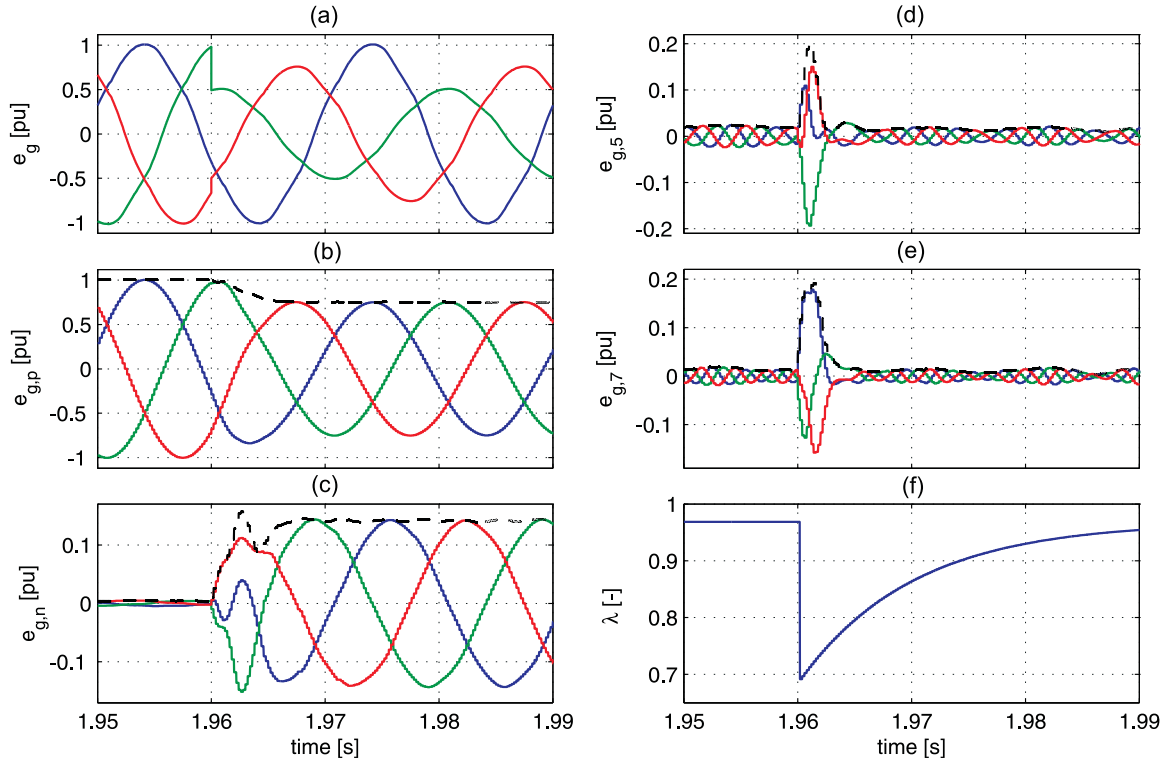 (a)
1
0.5
0
-0.5
-1
e_g [pu]
(b)
1
0.5
0
-0.5
-1
e_g,p [pu]
(c)
0.1
0
-0.1
e_g,n [pu]
1.95 1.96 1.97 1.98 1.99
time [s]
(d)
0.2
0.1
0
-0.1
-0.2
e_g,5 [pu]
(e)
0.2
0.1
0
-0.1
e_g,7 [pu]
(f)
1
0.9
0.8
0.7
λ [-]
1.95 1.96 1.97 1.98 1.99
time [s]